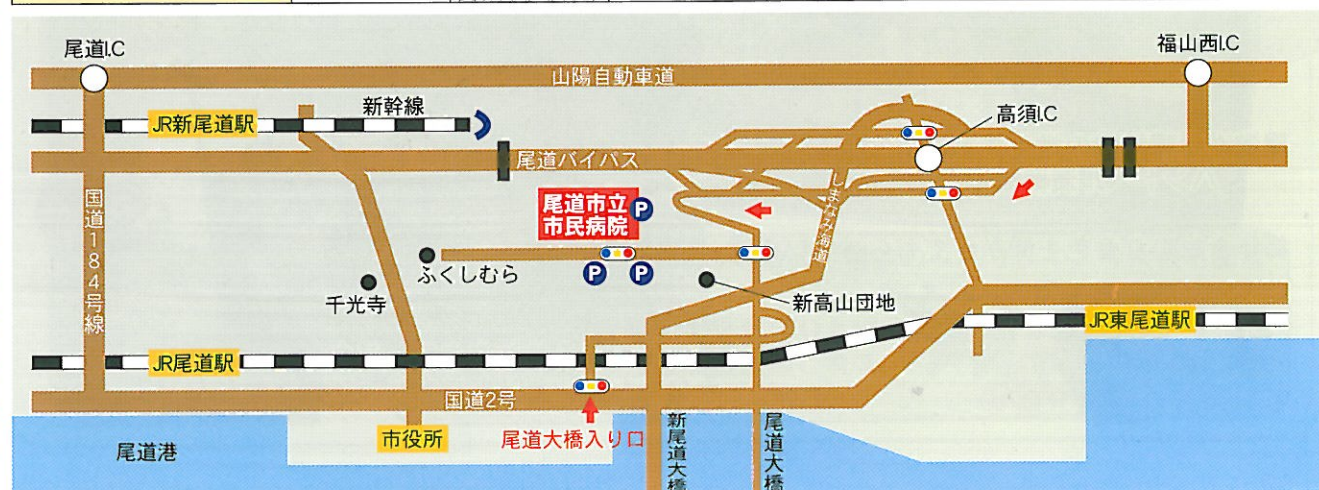 尾道I.C
福山西I.C
山陽自動車道
新幹線
高須I.C
JR新尾道駅
尾道バイパス
国道184号線
尾道市立
市民病院
P
しまなみ海道
ふくしむら
P
P
千光寺
新高山団地
JR東尾道駅
JR尾道駅
国道2号
尾道港
市役所
尾道大橋入り口
新尾道大橋
尾道大橋